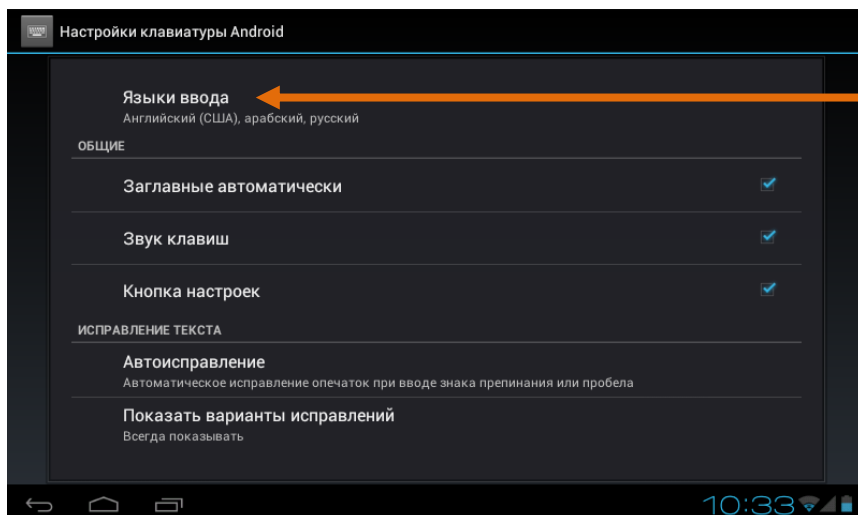 Настройки клавиатуры Android
Языки ввода
Английский (США), арабский, русский
ОБЩИЕ
Заглавные автоматически
Звук клавиш
Кнопка настроек
ИСПРАВЛЕНИЕ ТЕКСТА
Автоисправление
Автоматическое исправление опечаток при вводе знака препинания или пробела
Показать варианты исправлений
Всегда показывать
10:33